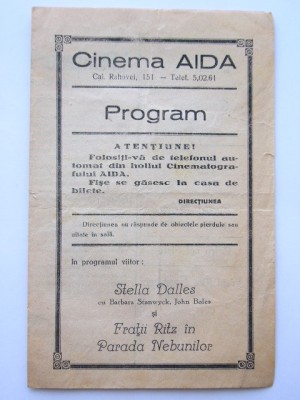 Cinema AIDA
Cal. Rahovei, 151 — Telef. 5,02.61
Program
ATENȚIUNE!
Folosiți-vă de telefonul au-
tomat din hollul Cinematogra-
fului AIDA.
Fișe se găsesc la casa de
bilete.
DIRECȚIUNEA
Direcțiunea nu răspunde de obiectele pierdute sau
uitate în sală.
În programul viitor :
Stella Dalles
cu Barbara Stanwyck, John Boles
și
Frații Ritz în
Parada Nebunilor